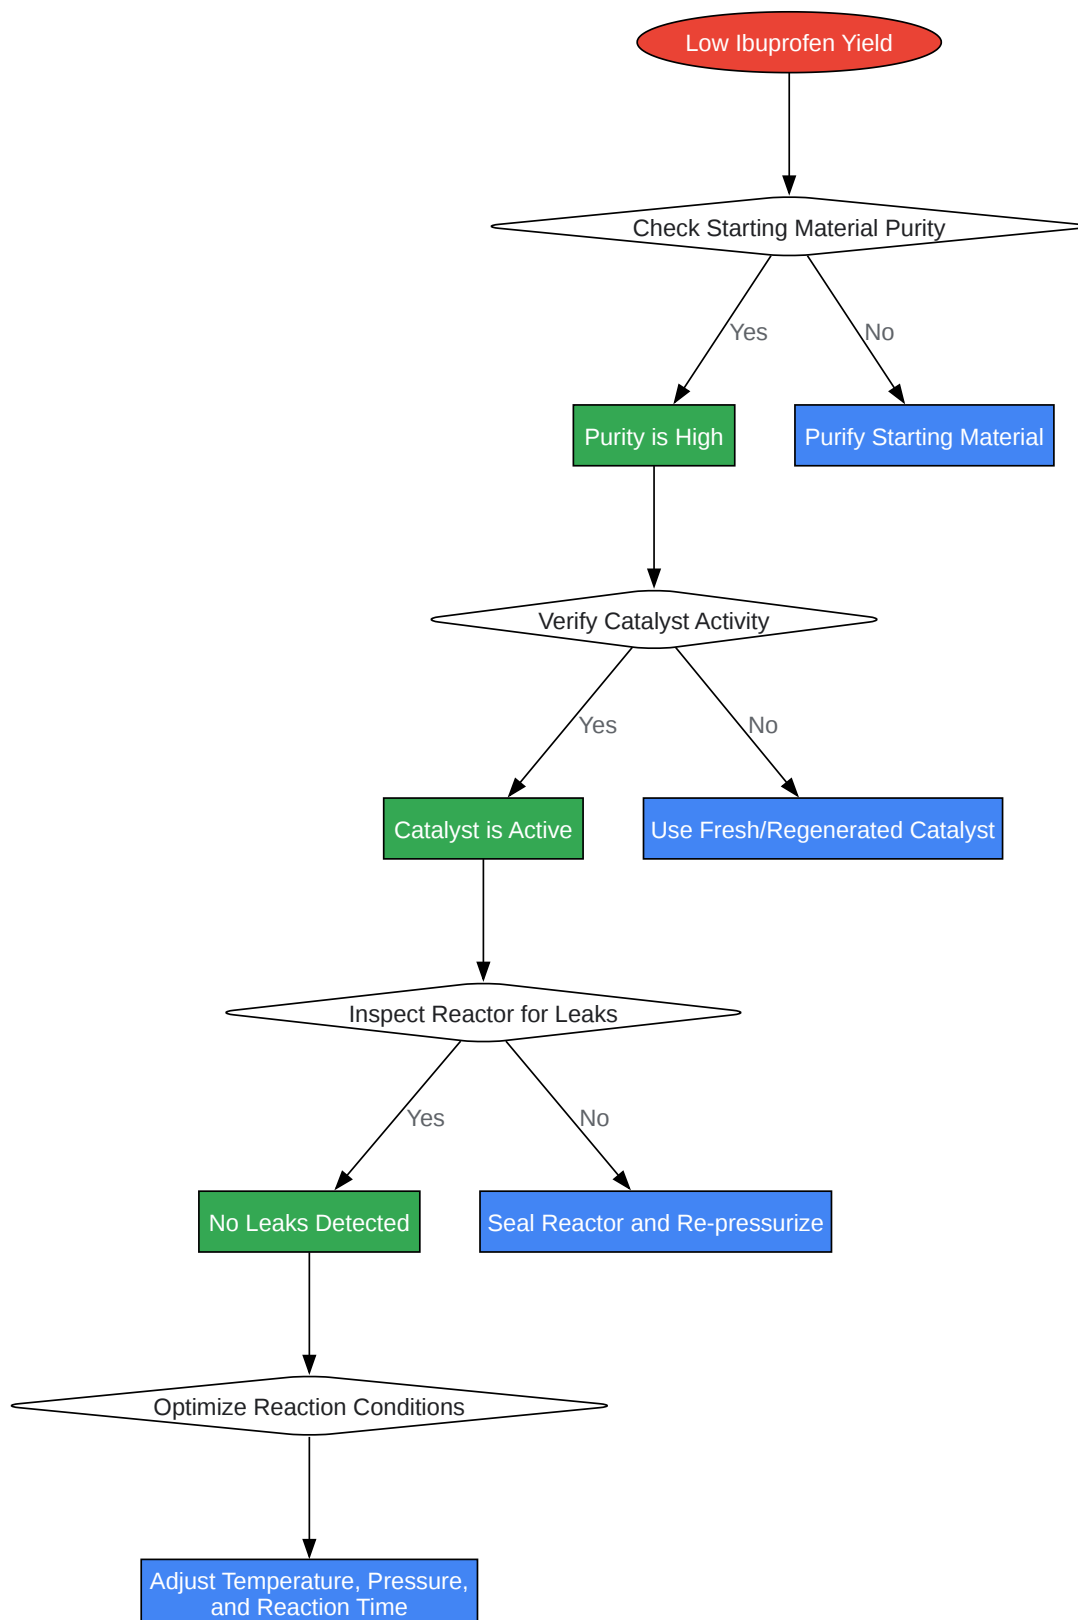 Low Ibuprofen Yield
Check Starting Material Purity
Yes
No
Purity is High
Purify Starting Material
Verify Catalyst Activity
Yes
No
Catalyst is Active
Use Fresh/Regenerated Catalyst
Inspect Reactor for Leaks
Yes
No
No Leaks Detected
Seal Reactor and Re-pressurize
Optimize Reaction Conditions
Adjust Temperature, Pressure,
and Reaction Time